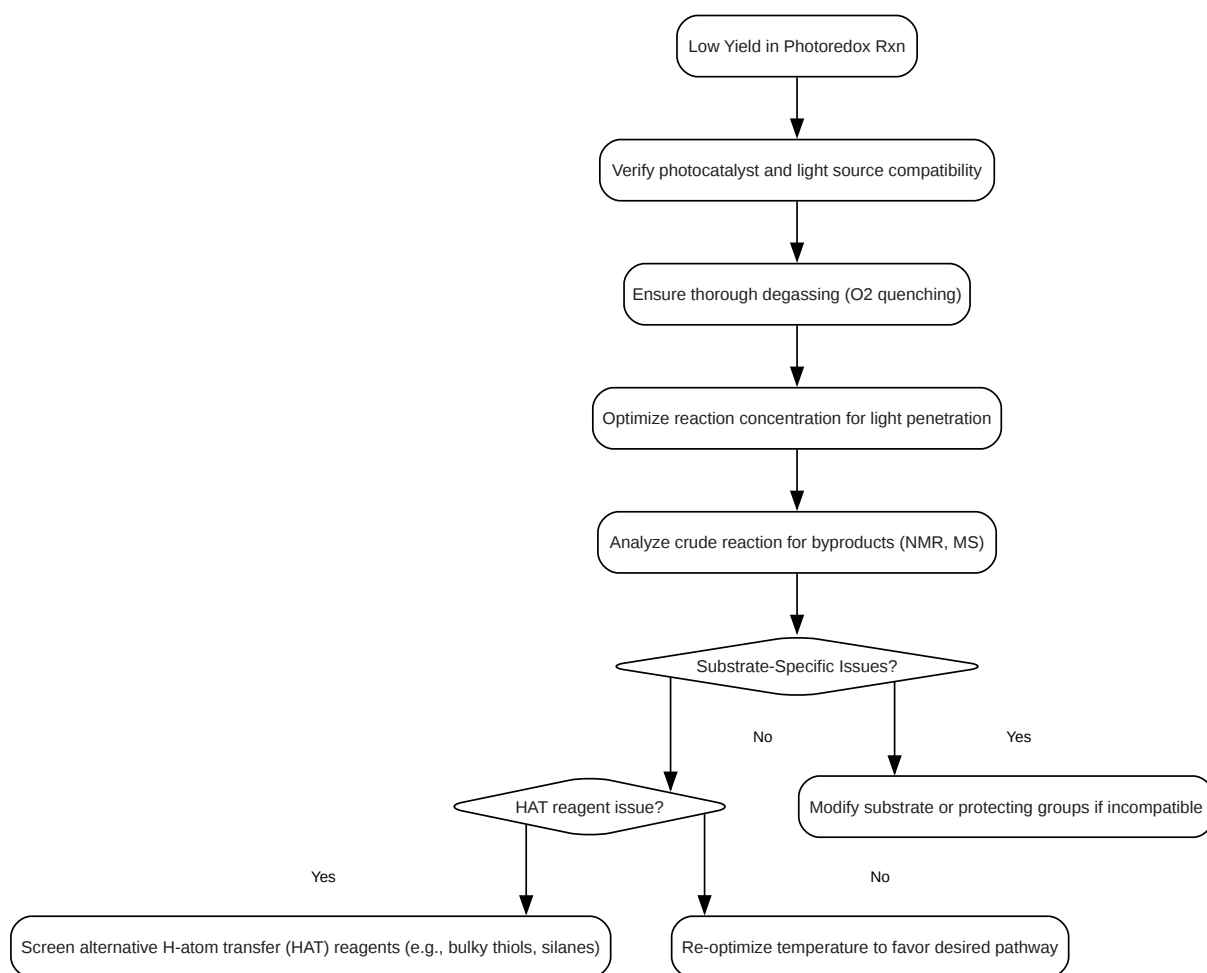 Low Yield in Photoredox Rxn
Verify photocatalyst and light source compatibility
Ensure thorough degassing (O2 quenching)
Optimize reaction concentration for light penetration
Analyze crude reaction for byproducts (NMR, MS)
Substrate-Specific Issues?
No
Yes
HAT reagent issue?
Modify substrate or protecting groups if incompatible
Yes
No
Screen alternative H-atom transfer (HAT) reagents (e.g., bulky thiols, silanes)
Re-optimize temperature to favor desired pathway